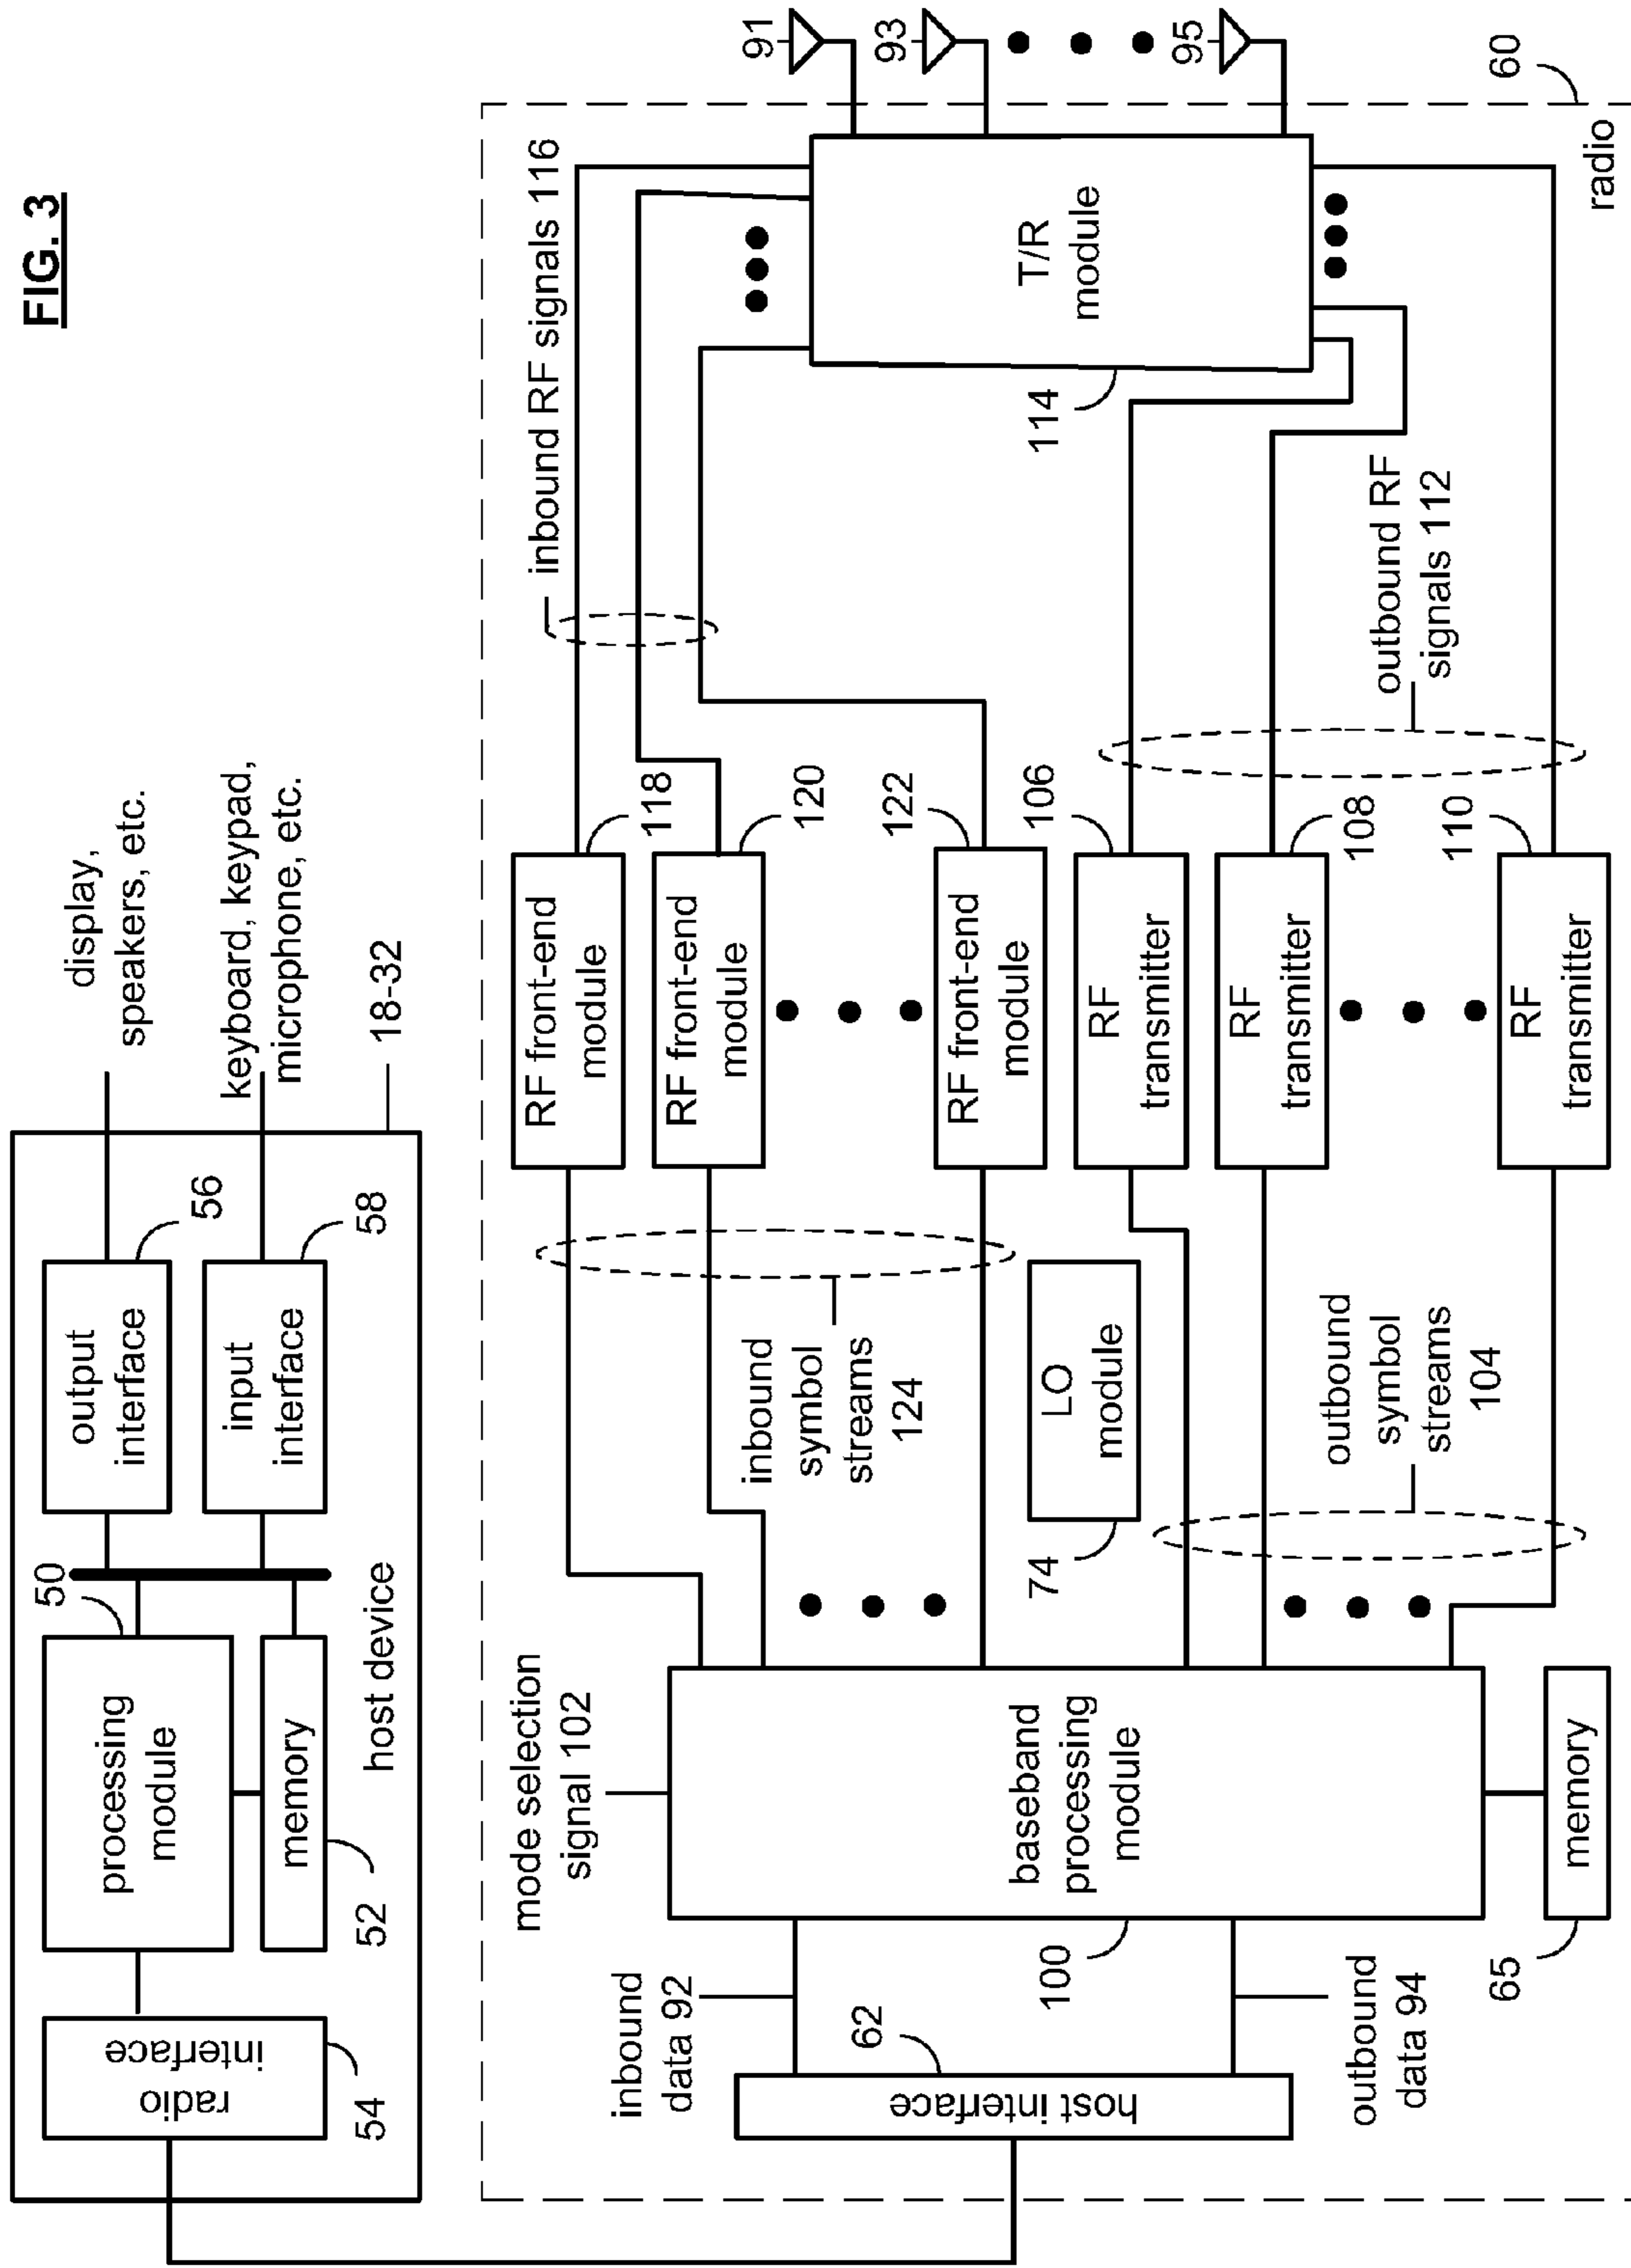 FIG. 3
display,
speakers, etc.
keyboard, keypad,
microphone, etc.
18-32
radio
interface
54
processing
module
50
memory
52
host device
output
interface
56
input
interface
58
mode selection
signal 102
inbound
data 92
62
host interface
outbound
data 94
baseband
processing
module
100
memory
65
inbound
symbol
streams
124
LO
module
74
outbound
symbol
streams
104
RF front-end
module
118
RF front-end
module
120
RF front-end
module
122
RF
transmitter
106
RF
transmitter
108
RF
transmitter
110
inbound RF signals 116
outbound RF
signals 112
T/R
module
114
91
93
95
radio
60